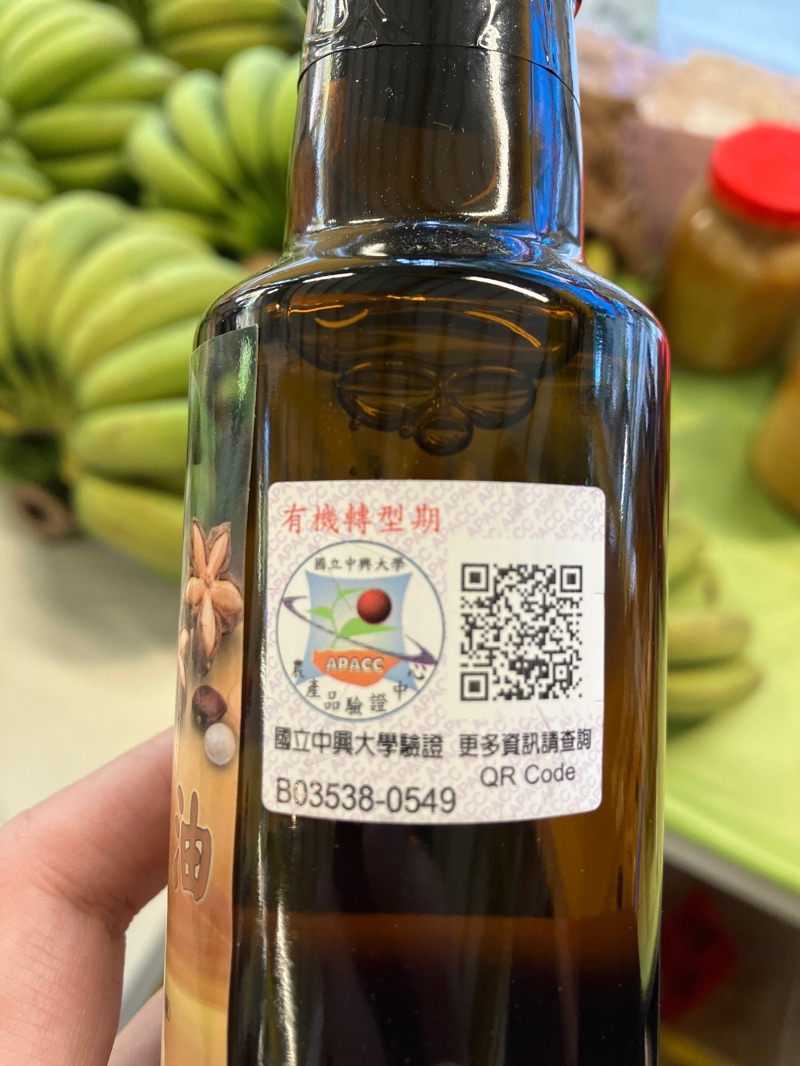 有機轉型期
國立中興大學
APACC
農產品驗證中心
國立中興大學驗證
B03538-0549
更多資訊請查詢
QR Code
油